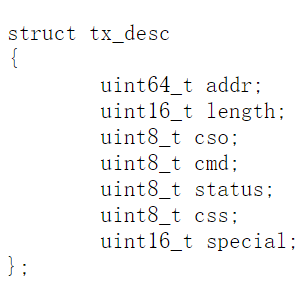 struct tx_desc
{
        uint64_t addr;
        uint16_t length;
        uint8_t cso;
        uint8_t cmd;
        uint8_t status;
        uint8_t css;
        uint16_t special;
};